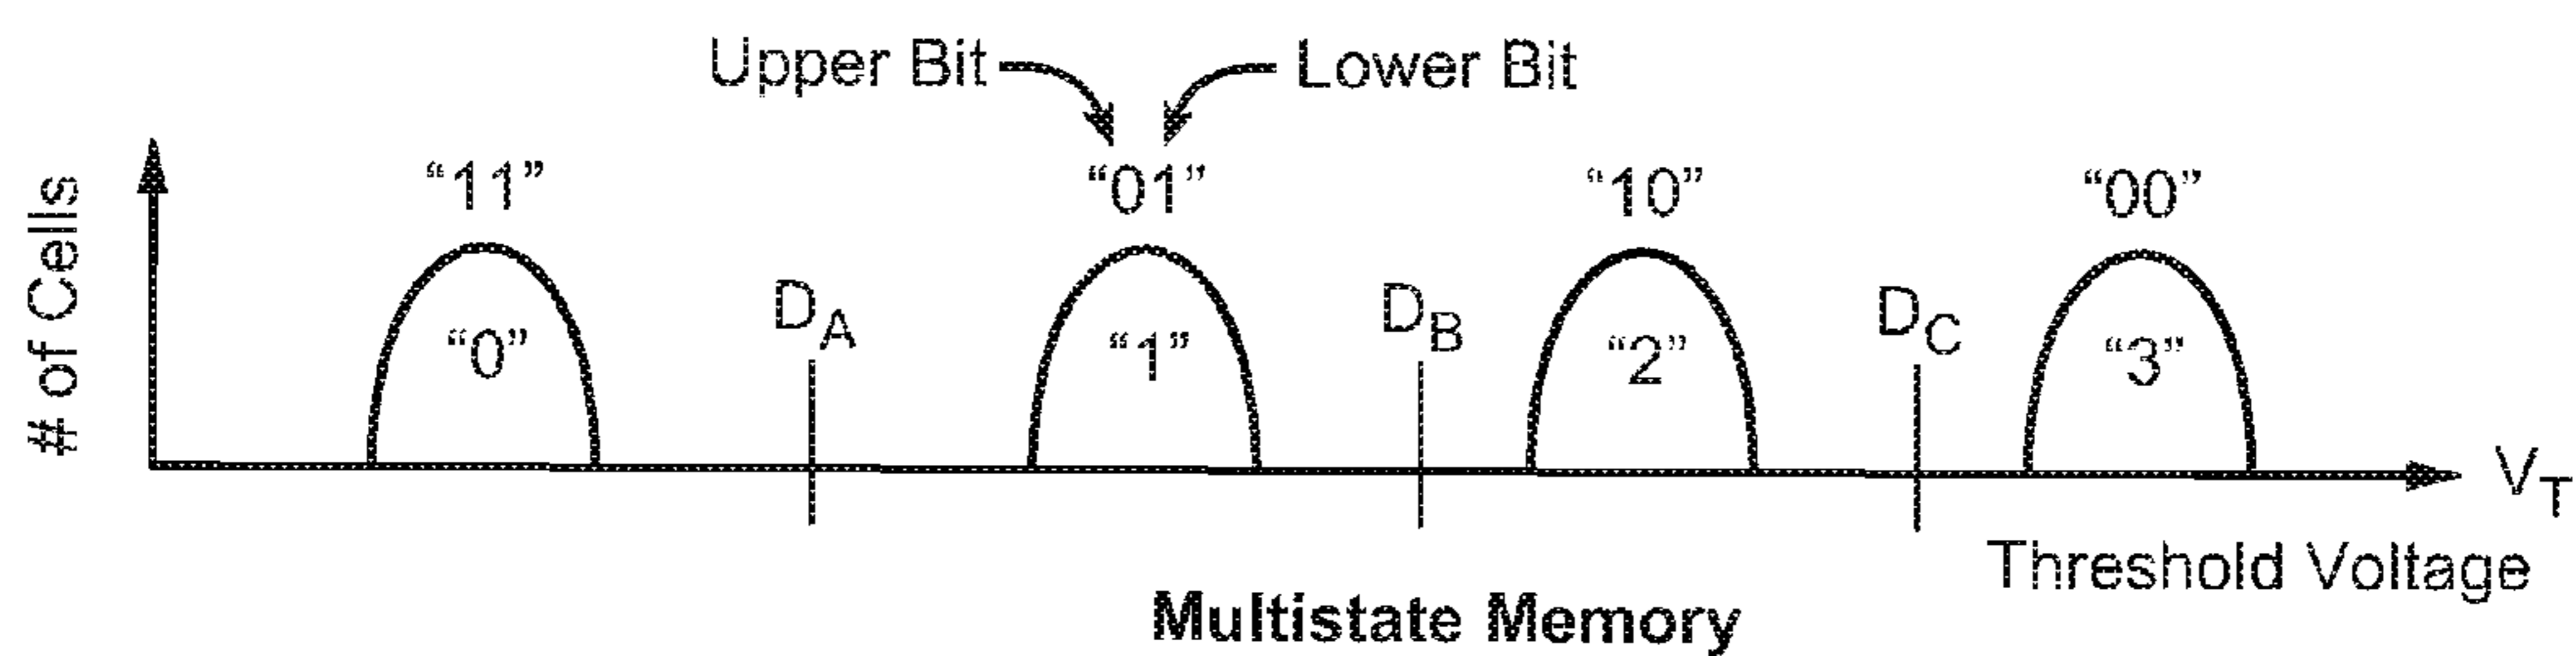 Upper Bit Lower Bit
# of Cells
“11” “01” “10” “00”
D_A D_B D_C
“0” “1” “2” “3”
V_T
Threshold Voltage
Multistate Memory